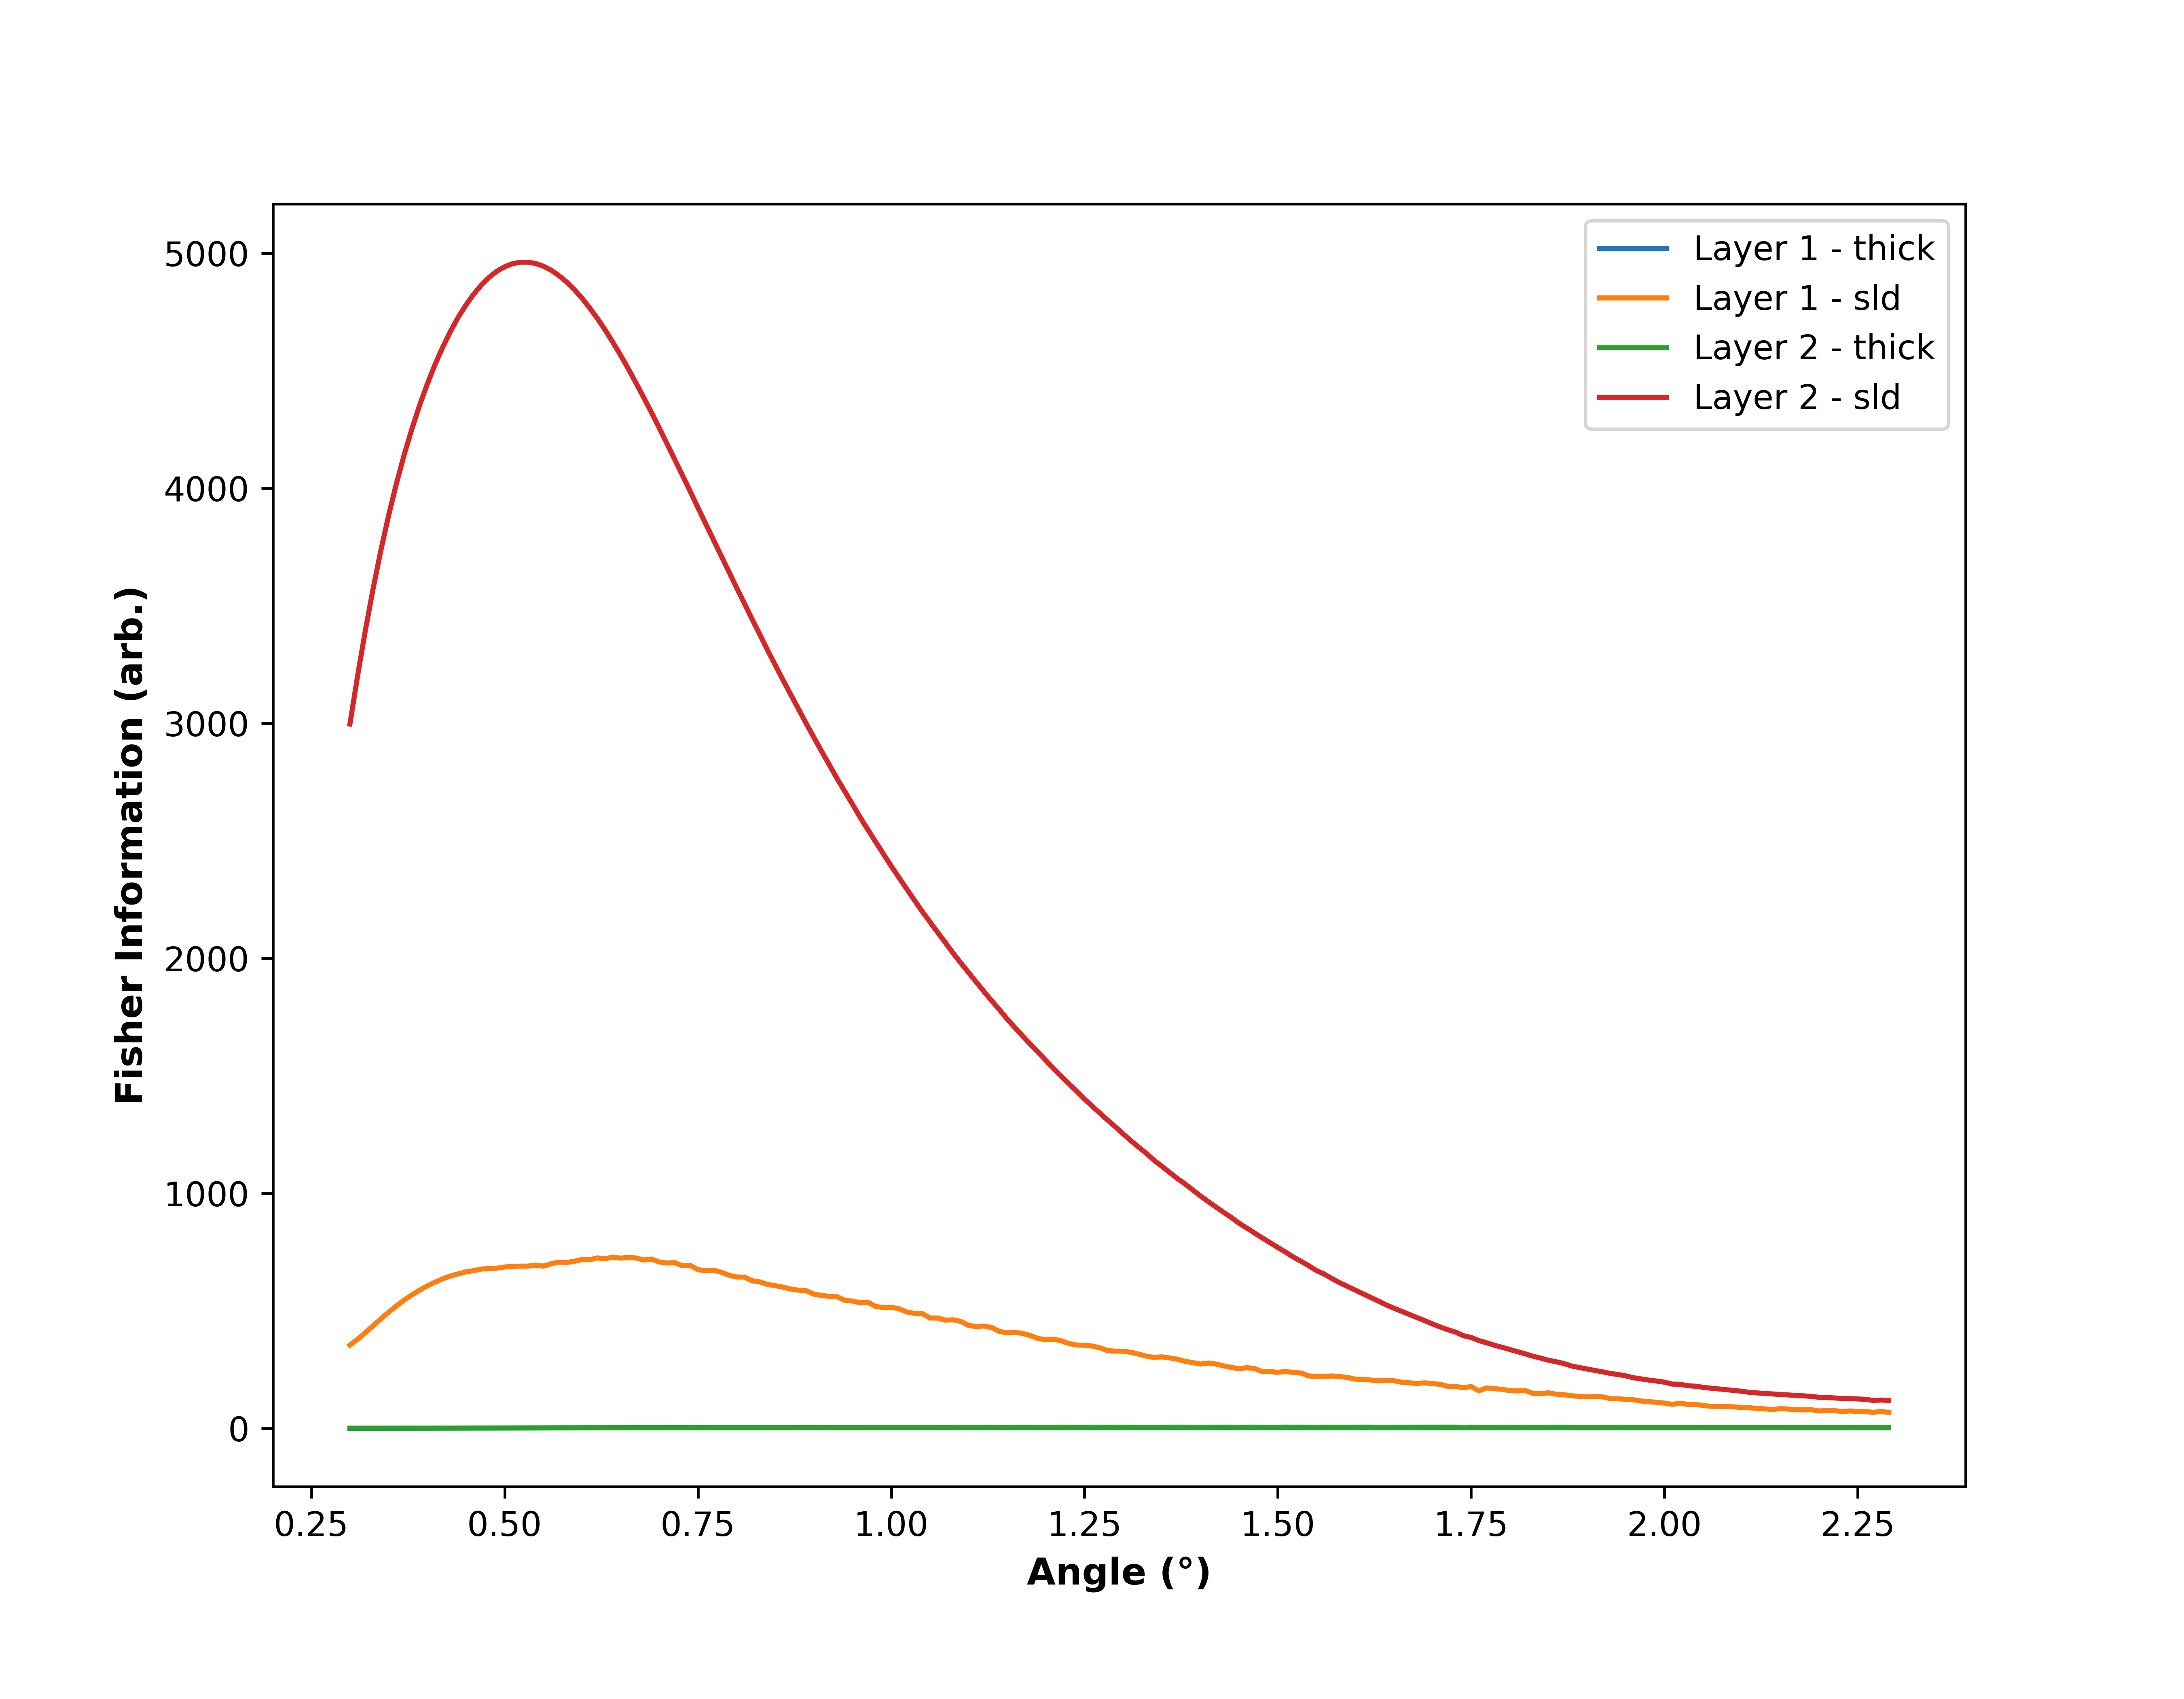 Layer 1 - thick
Layer 1 - sld
Layer 2 - thick
Layer 2 - sld
5000
4000
3000
2000
1000
0
Fisher Information (arb.)
0.25 0.50 0.75 1.00 1.25 1.50 1.75 2.00 2.25
Angle (°)